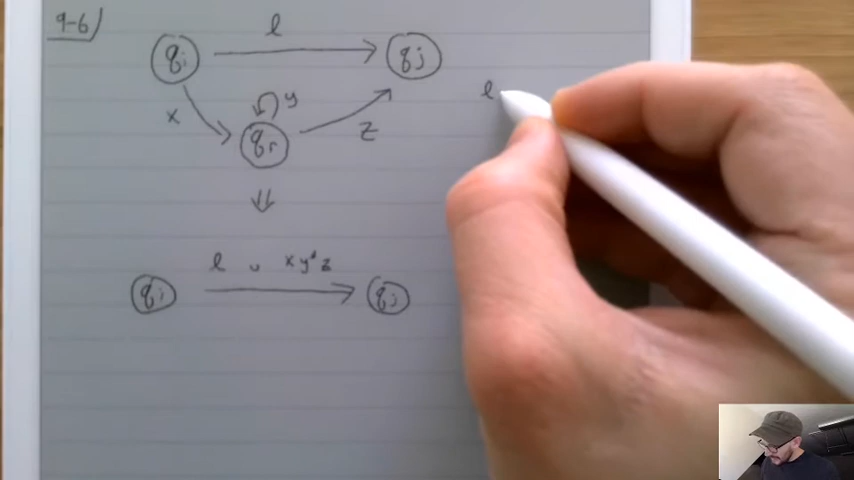 9-6)
l
qi qj
l
x y z
qr
⇓
l ∪ xy*z
qi qj